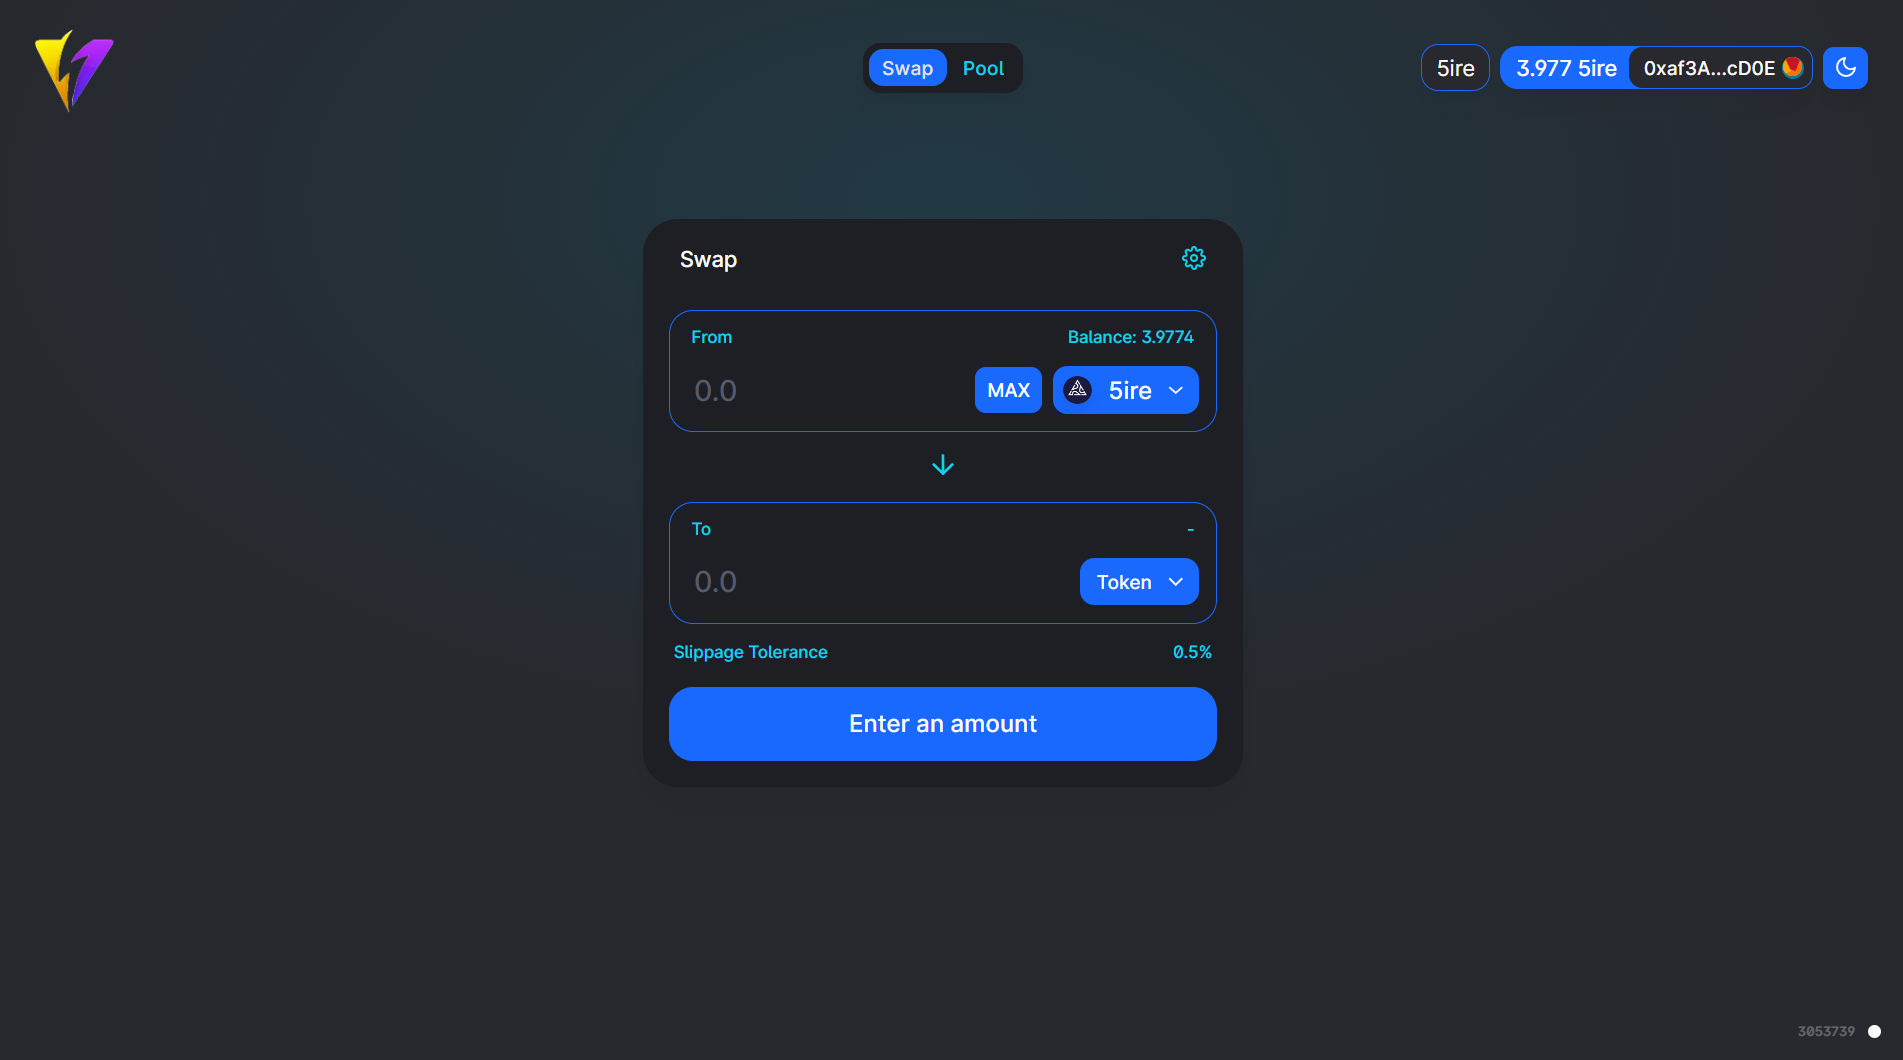 Swap Pool
5ire
3.977 5ire 0xaf3A...cD0E
Swap
From Balance: 3.9774
0.0 MAX 5ire
To -
0.0 Token
Slippage Tolerance 0.5%
Enter an amount
3053739